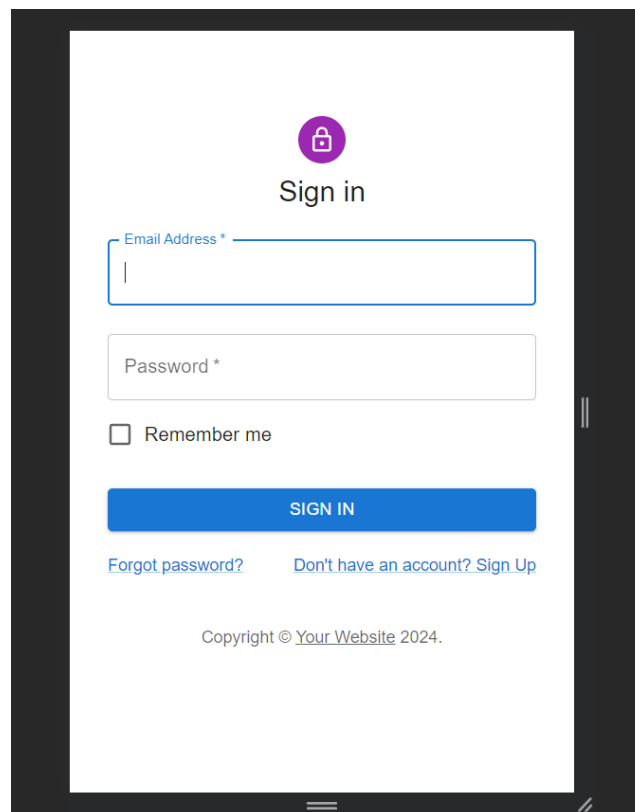 Sign in
Email Address *
Password *
Remember me
SIGN IN
Forgot password? Don't have an account? Sign Up
Copyright © Your Website 2024.